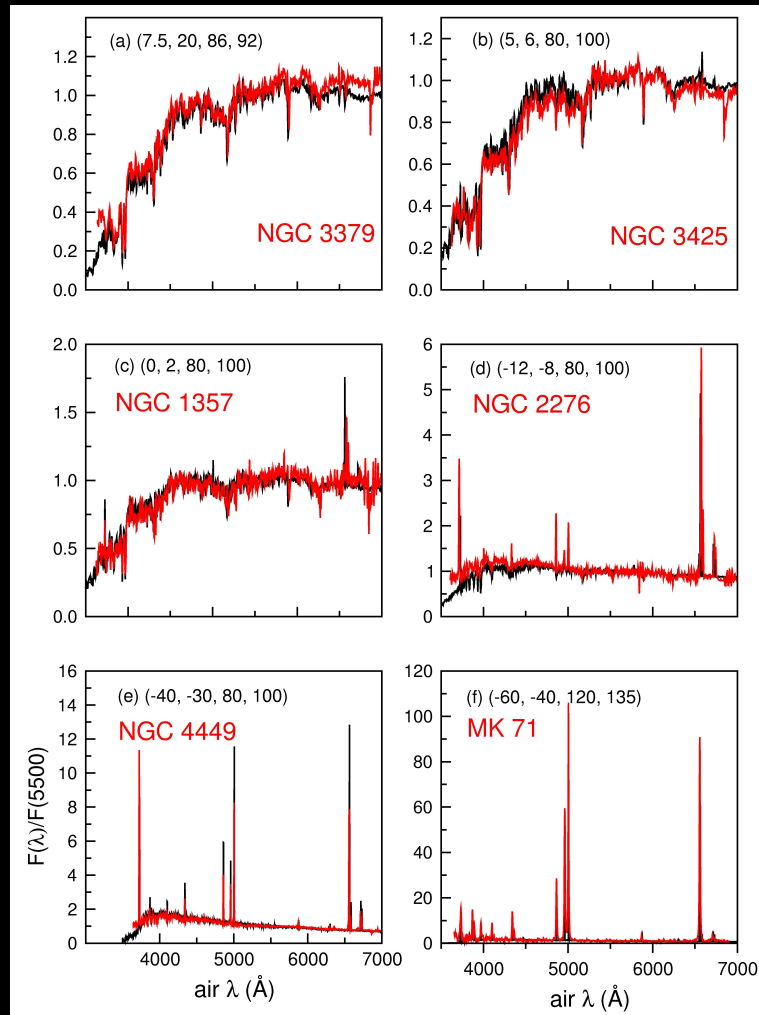 (a) (7.5, 20, 86, 92)
NGC 3379
0.0
0.2
0.4
0.6
0.8
1.0
1.2
(b) (5, 6, 80, 100)
NGC 3425
0.0
0.2
0.4
0.6
0.8
1.0
1.2
(c) (0, 2, 80, 100)
NGC 1357
0.0
0.5
1.0
1.5
2.0
(d) (-12, -8, 80, 100)
NGC 2276
0
1
2
3
4
5
6
(e) (-40, -30, 80, 100)
NGC 4449
F(λ)/F(5500)
0
2
4
6
8
10
12
14
16
4000 5000 6000 7000
air λ (Å)
(f) (-60, -40, 120, 135)
MK 71
0
20
40
60
80
100
120
4000 5000 6000 7000
air λ (Å)